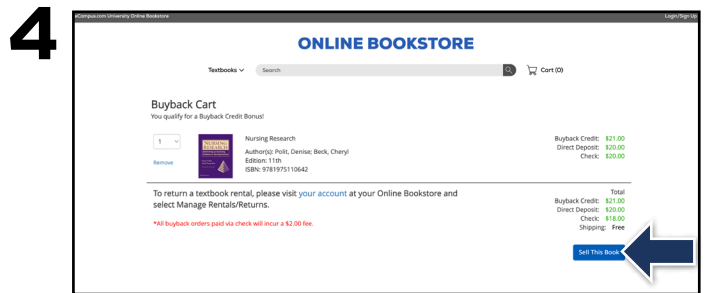 4
eCampus.com University Online Bookstore
Login/Sign Up
ONLINE BOOKSTORE
Textbooks
Search
Cart (0)
Buyback Cart
You qualify for a Buyback Credit Bonus!
1
Remove
NURSING
RESEARCH
Nursing Research
Author(s): Polit, Denise; Beck, Cheryl
Edition: 11th
ISBN: 9781975110642
Buyback Credit: $21.00
Direct Deposit: $20.00
Check: $20.00
To return a textbook rental, please visit your account at your Online Bookstore and
select Manage Rentals/Returns.
*All buyback orders paid via check will incur a $2.00 fee.
Total
Buyback Credit: $21.00
Direct Deposit: $20.00
Check: $18.00
Shipping: Free
Sell This Book